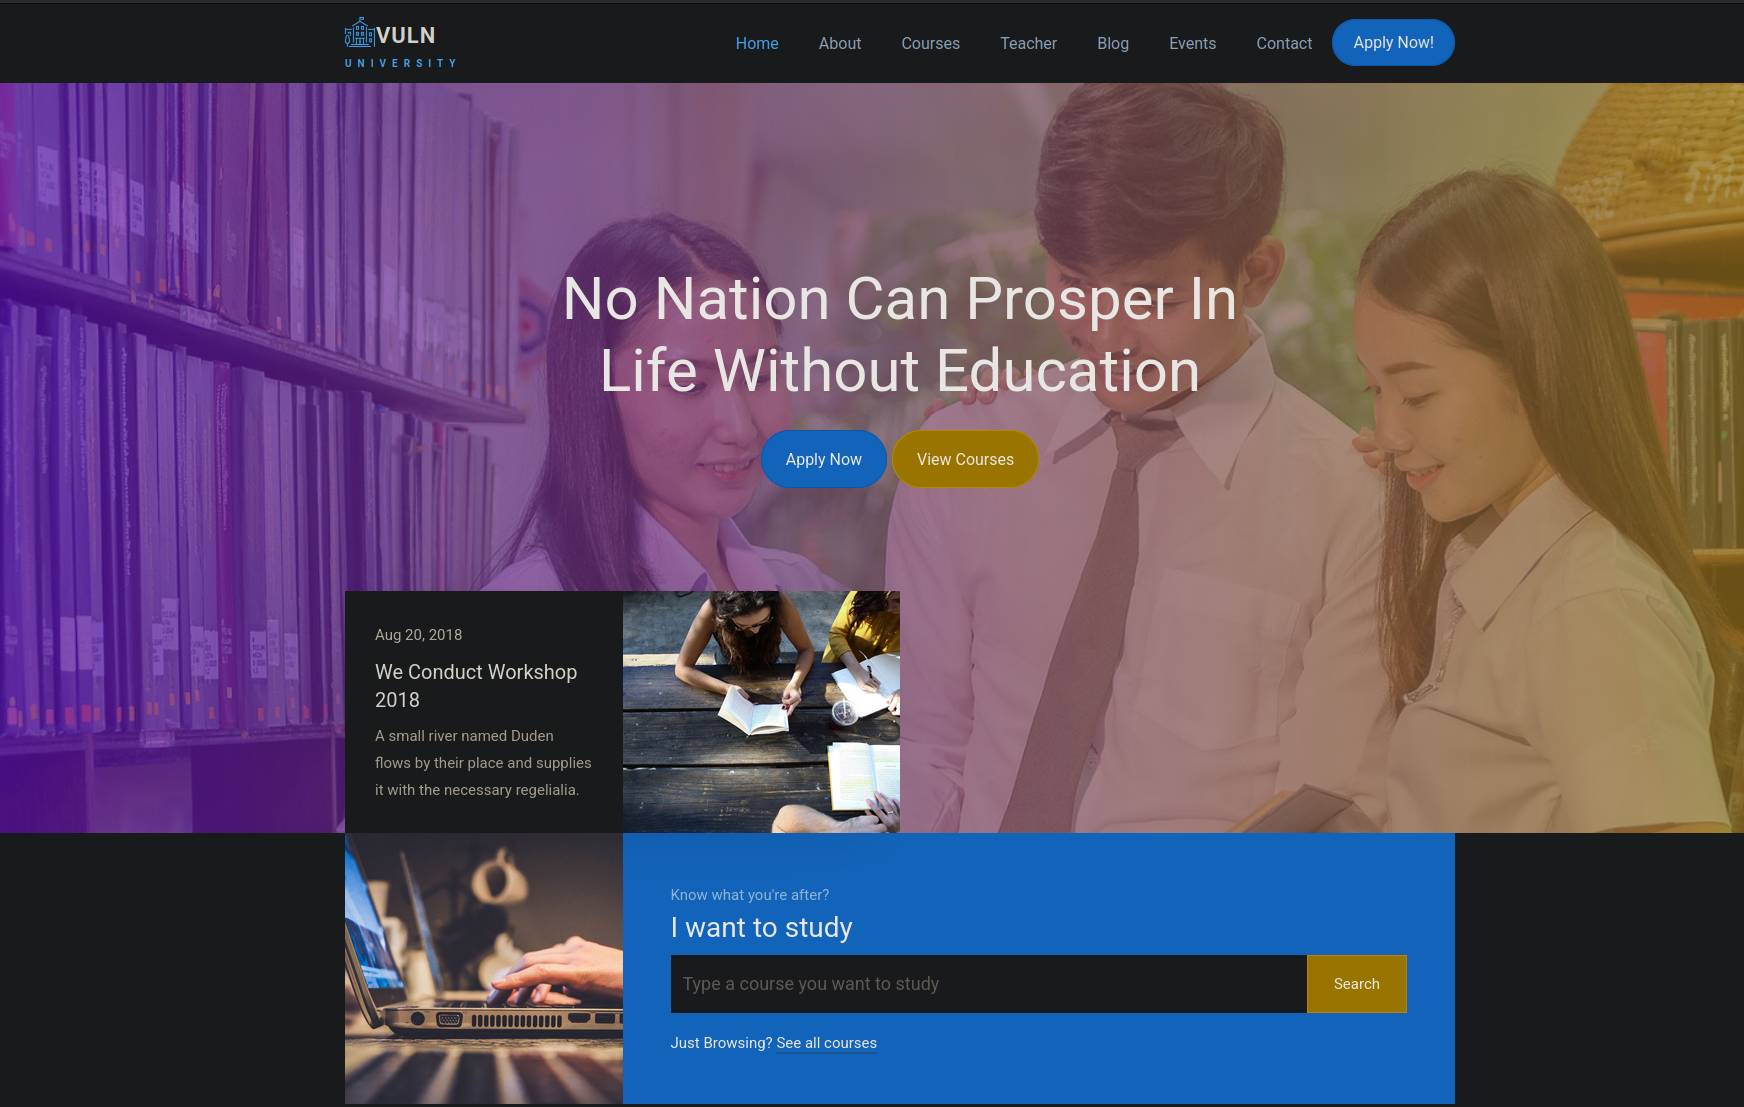 VULN
UNIVERSITY
Home About Courses Teacher Blog Events Contact Apply Now!
No Nation Can Prosper In
Life Without Education
Apply Now View Courses
Aug 20, 2018
We Conduct Workshop
2018
A small river named Duden
flows by their place and supplies
it with the necessary regelialia.
Know what you're after?
I want to study
Type a course you want to study
Search
Just Browsing? See all courses